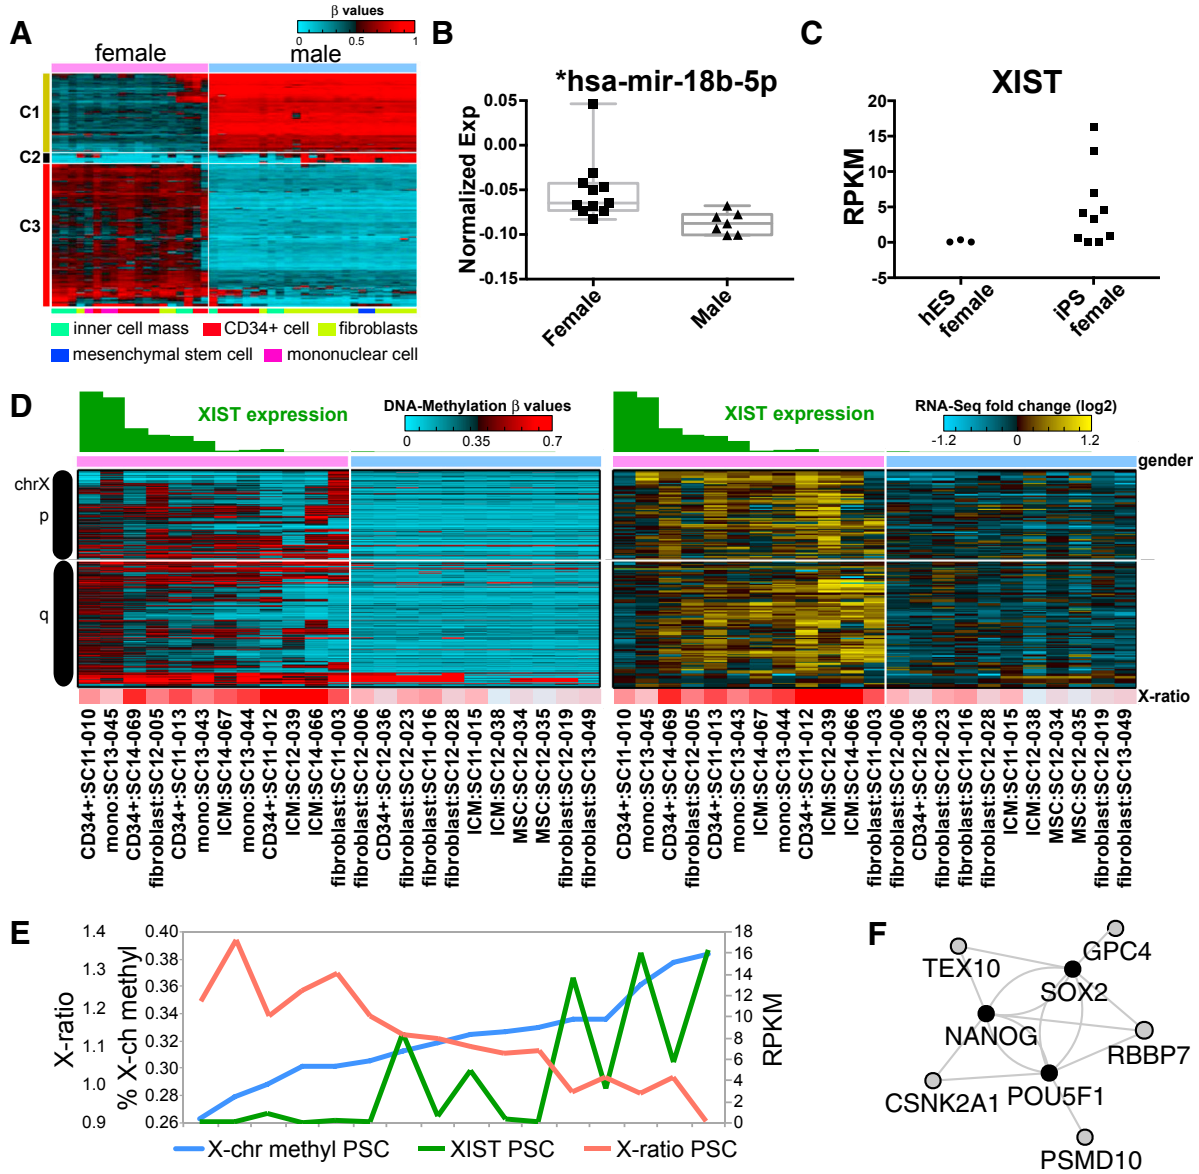 A
β values
0
0.5
1
female
male
C1
C2
C3
inner cell mass
CD34+ cell
fibroblasts
mesenchymal stem cell
mononuclear cell
B
*hsa-mir-18b-5p
Normalized Exp
0.05
0.00
-0.05
-0.10
-0.15
Female
Male
C
XIST
RPKM
20
15
10
5
0
-5
hES female
iPS female
D
XIST expression
DNA-Methylation β values
0
0.35
0.7
XIST expression
RNA-Seq fold change (log2)
-1.2
0
1.2
gender
chrX
p
q
X-ratio
CD34+:SC11-010
mono:SC13-045
CD34+:SC14-069
fibroblast:SC12-005
CD34+:SC11-013
mono:SC13-043
ICM:SC14-067
mono:SC13-044
CD34+:SC11-012
ICM:SC12-039
ICM:SC14-066
fibroblast:SC11-003
fibroblast:SC12-006
CD34+:SC12-036
fibroblast:SC12-023
fibroblast:SC11-016
fibroblast:SC12-028
ICM:SC11-015
ICM:SC12-038
MSC:SC12-034
MSC:SC12-035
fibroblast:SC12-019
fibroblast:SC13-049
CD34+:SC11-010
mono:SC13-045
CD34+:SC14-069
fibroblast:SC12-005
CD34+:SC11-013
mono:SC13-043
ICM:SC14-067
mono:SC13-044
CD34+:SC11-012
ICM:SC12-039
ICM:SC14-066
fibroblast:SC11-003
fibroblast:SC12-006
CD34+:SC12-036
fibroblast:SC12-023
fibroblast:SC11-016
fibroblast:SC12-028
ICM:SC11-015
ICM:SC12-038
MSC:SC12-034
MSC:SC12-035
fibroblast:SC12-019
fibroblast:SC13-049
E
X-ratio
1.4
1.3
1.2
1.1
1.0
0.9
% X-ch methyl
0.40
0.38
0.36
0.34
0.32
0.30
0.28
0.26
18
16
14
12
10
8
6
4
2
0
RPKM
X-chr methyl PSC
XIST PSC
X-ratio PSC
F
GPC4
TEX10
SOX2
NANOG
RBBP7
CSNK2A1
POU5F1
PSMD10